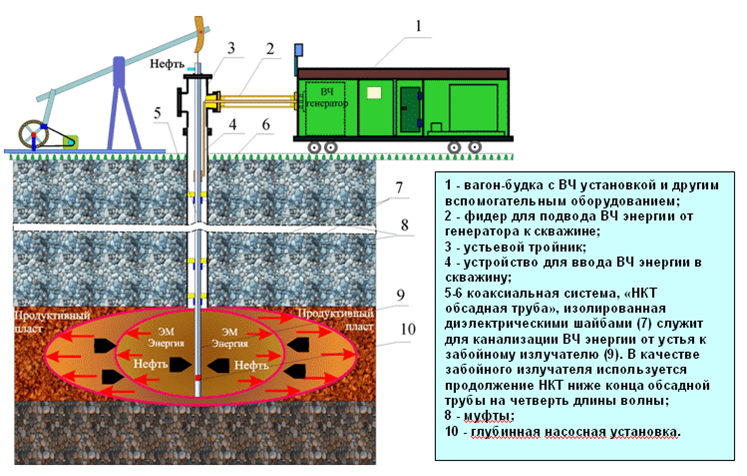 1
2
3
Нефть
ВЧ
генератор
5
4
6
7
8
Продуктивный
пласт
ЭМ
Энергия
ЭМ
Энергия
Продуктивный
пласт
9
Нефть
Нефть
10
1 - вагон-будка с ВЧ установкой и другим
вспомогательным оборудованием;
2 - фидер для подвода ВЧ энергии от
генератора к скважине;
3 - устьевой тройник;
4 - устройство для ввода ВЧ энергии в
скважину;
5-6 коаксиальная система, «НКТ
обсадная труба», изолированная
диэлектрическими шайбами (7) служит
для канализации ВЧ энергии от устья к
забойному излучателю (9). В качестве
забойного излучателя используется
продолжение НКТ ниже конца обсадной
трубы на четверть длины волны;
8 - муфты;
10 - глубинная насосная установка.